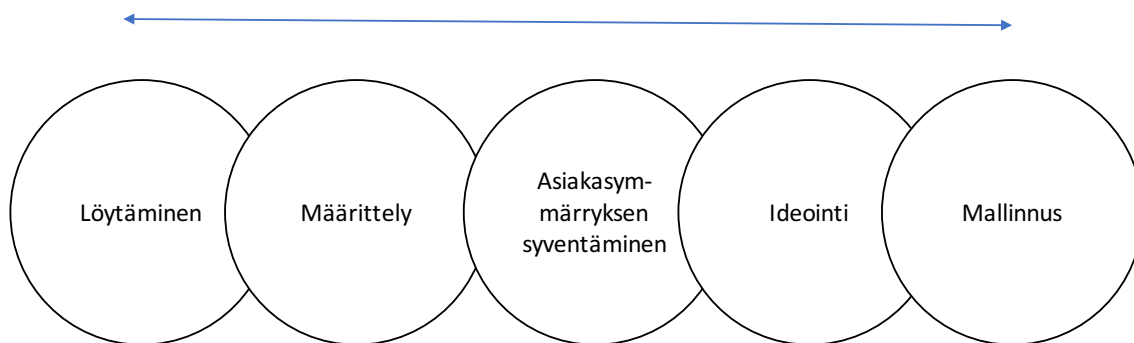 Löytäminen
Määrittely
Asiakasym-
märryksen
syventäminen
Ideointi
Mallinnus